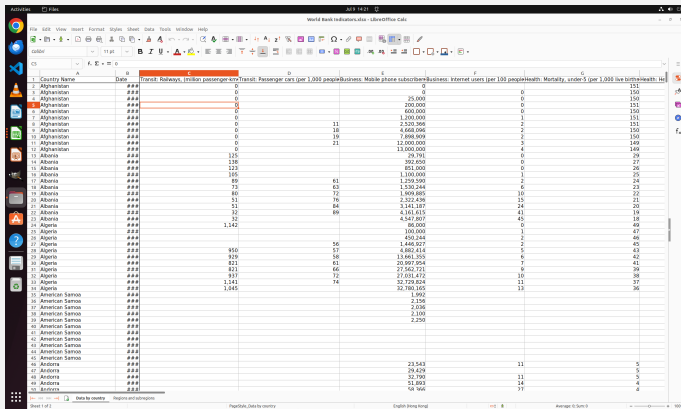 Activities Files Jul 8 14:21
World Bank Indicators.xlsx - LibreOffice Calc
File Edit View Insert Format Styles Sheet Data Tools Window Help
Calibri 11 pt
C5 0
A B C D E F G
1 Country Name Date Transit: Railways, (million passenger-km Transit: Passenger cars (per 1,000 people Business: Mobile phone subscribers Business: Internet users (per 100 people Health: Mortality, under-5 (per 1,000 live births Health: He
2 Afghanistan ### 0 0 151
3 Afghanistan ### 0 0 0 151
4 Afghanistan ### 0 25,000 0 150
5 Afghanistan ### 0 200,000 0 150
6 Afghanistan ### 0 600,000 0 150
7 Afghanistan ### 0 1,200,000 1 151
8 Afghanistan ### 0 11 2,520,366 2 151
9 Afghanistan ### 0 18 4,668,096 2 150
10 Afghanistan ### 0 19 7,898,909 2 150
11 Afghanistan ### 0 21 12,000,000 3 149
12 Afghanistan ### 0 13,000,000 4 149
13 Albania ### 125 29,791 0 29
14 Albania ### 138 392,650 0 27
15 Albania ### 123 851,000 0 26
16 Albania ### 105 1,100,000 1 25
17 Albania ### 89 61 1,259,590 2 24
18 Albania ### 73 63 1,530,244 6 23
19 Albania ### 80 72 1,909,885 10 22
20 Albania ### 51 76 2,322,436 15 21
21 Albania ### 51 84 3,141,187 24 20
22 Albania ### 32 89 4,161,615 41 19
23 Albania ### 32 4,547,805 45 18
24 Algeria ### 1,142 86,000 0 49
25 Algeria ### 100,000 1 47
26 Algeria ### 450,244 2 46
27 Algeria ### 56 1,446,927 2 45
28 Algeria ### 950 57 4,882,414 5 43
29 Algeria ### 929 58 13,661,355 6 42
30 Algeria ### 821 61 20,997,954 7 41
31 Algeria ### 821 66 27,562,721 9 39
32 Algeria ### 937 72 27,031,472 10 38
33 Algeria ### 1,141 74 32,729,824 11 37
34 Algeria ### 1,045 32,780,165 13 36
35 American Samoa ### 1,992
36 American Samoa ### 2,156
37 American Samoa ### 2,036
38 American Samoa ### 2,100
39 American Samoa ### 2,250
40 American Samoa ###
41 American Samoa ###
42 American Samoa ###
43 American Samoa ###
44 American Samoa ###
45 American Samoa ###
46 Andorra ### 23,543 11 5
47 Andorra ### 29,429 5
48 Andorra ### 32,790 11 5
49 Andorra ### 51,893 14 4
50 Andorra ### 27 4
Data by country Regions and subregions
Sheet 1 of 2 PageStyle_Data by country English (Hong Kong) Average: 0; Sum: 0